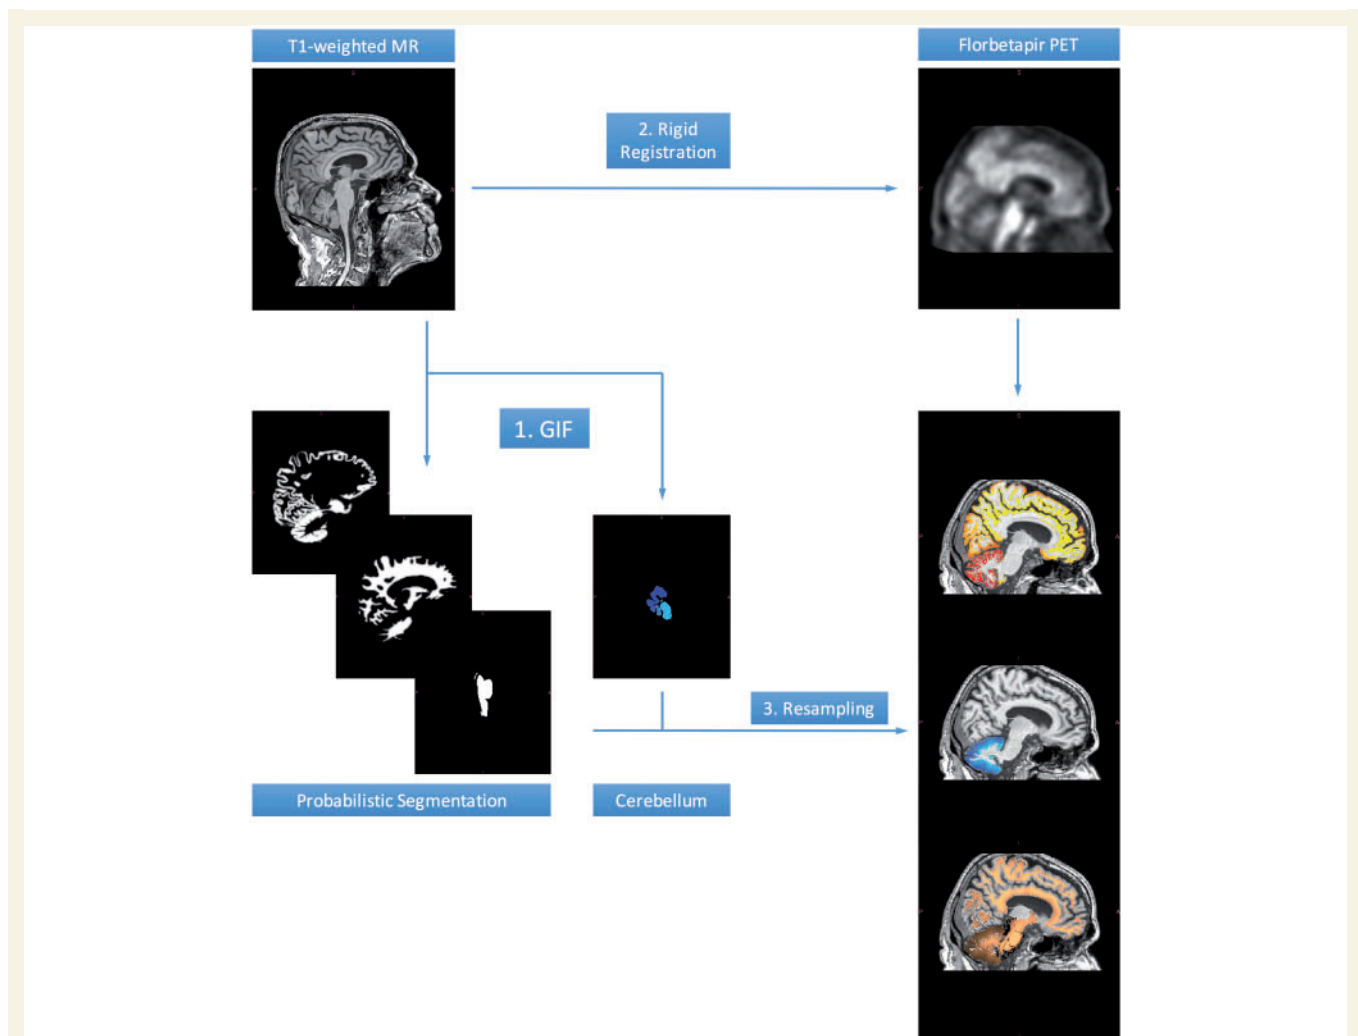 T1-weighted MR
Florbetapir PET
2. Rigid
Registration
1. GIF
3. Resampling
Probabilistic Segmentation
Cerebellum